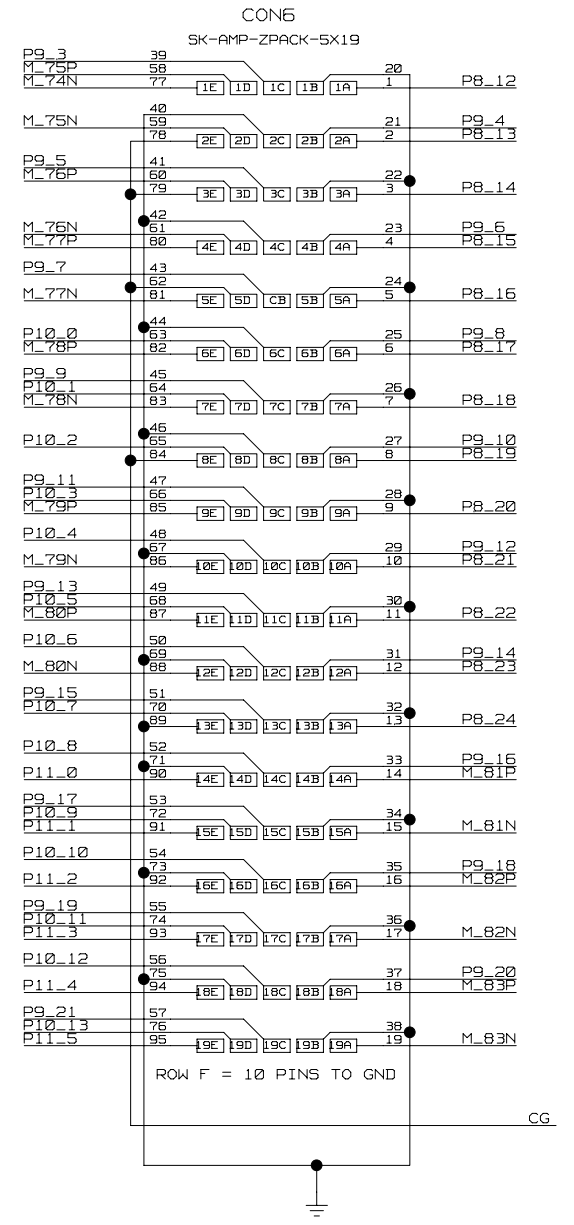 CON6
SK-AMP-ZPACK-5X19
P9_3 39
M_75P 58 20
M_74N 77 1E 1D 1C 1B 1A 1 P8_12
40
M_75N 59 21 P9_4
78 2E 2D 2C 2B 2A 2 P8_13
P9_5 41
M_76P 60 22
79 3E 3D 3C 3B 3A 3 P8_14
42
M_76N 61 23 P9_6
M_77P 80 4E 4D 4C 4B 4A 4 P8_15
P9_7 43
62 24
M_77N 81 5E 5D CB 5B 5A 5 P8_16
44
P10_0 63 25 P9_8
M_78P 82 6E 6D 6C 6B 6A 6 P8_17
P9_9 45
P10_1 64 26
M_78N 83 7E 7D 7C 7B 7A 7 P8_18
46
P10_2 65 27 P9_10
84 8E 8D 8C 8B 8A 8 P8_19
P9_11 47
P10_3 66 28
M_79P 85 9E 9D 9C 9B 9A 9 P8_20
P10_4 48
67 29 P9_12
M_79N 86 10E 10D 10C 10B 10A 10 P8_21
P9_13 49
P10_5 68 30
M_80P 87 11E 11D 11C 11B 11A 11 P8_22
P10_6 50
69 31 P9_14
M_80N 88 12E 12D 12C 12B 12A 12 P8_23
P9_15 51
P10_7 70 32
89 13E 13D 13C 13B 13A 13 P8_24
P10_8 52
71 33 P9_16
P11_0 90 14E 14D 14C 14B 14A 14 M_81P
P9_17 53
P10_9 72 34
P11_1 91 15E 15D 15C 15B 15A 15 M_81N
P10_10 54
73 35 P9_18
P11_2 92 16E 16D 16C 16B 16A 16 M_82P
P9_19 55
P10_11 74 36
P11_3 93 17E 17D 17C 17B 17A 17 M_82N
P10_12 56
75 37 P9_20
P11_4 94 18E 18D 18C 18B 18A 18 M_83P
P9_21 57
P10_13 76 38
P11_5 95 19E 19D 19C 19B 19A 19 M_83N
ROW F = 10 PINS TO GND
CG